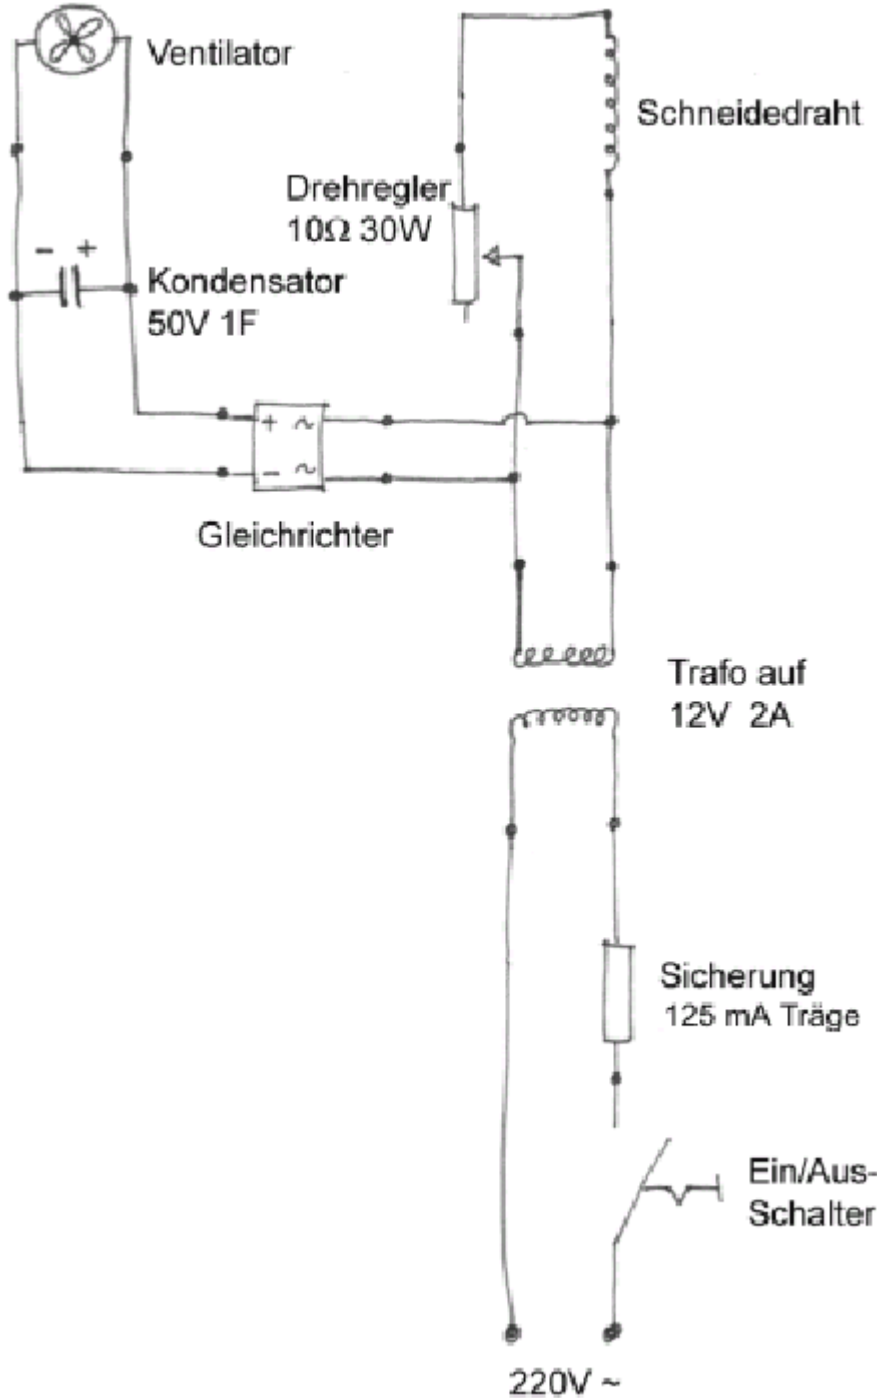 Ventilator
Schneidedraht
Drehregler
10Ω 30W
- +
Kondensator
50V 1F
+ ~
- ~
Gleichrichter
Trafo auf
12V 2A
Sicherung
125 mA Träge
Ein/Aus-
Schalter
220V ~